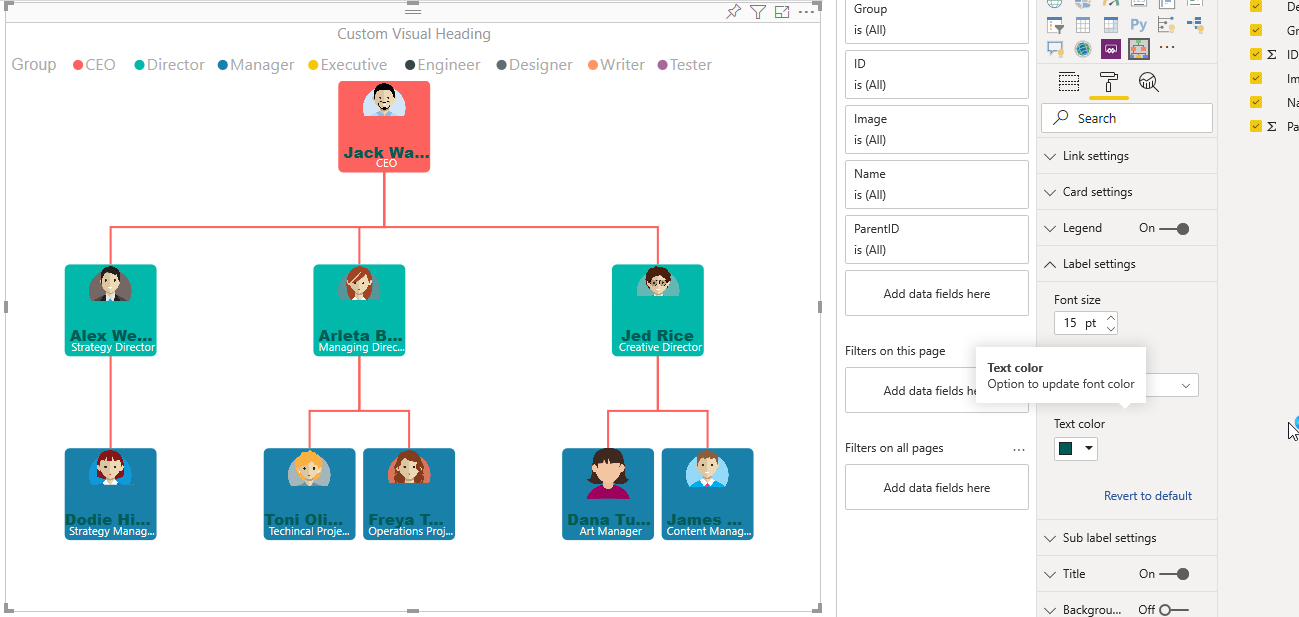 Custom Visual Heading
Group CEO Director Manager Executive Engineer Designer Writer Tester
Jack Wa...
CEO
Alex We...
Strategy Director
Arleta B...
Managing Direc...
Jed Rice
Creative Director
Dodie Hi...
Strategy Manag...
Toni Oli...
Techincal Proje...
Freya T...
Operations Proj...
Dana Tu...
Art Manager
James ...
Content Manag...
Group
is (All)
ID
is (All)
Image
is (All)
Name
is (All)
ParentID
is (All)
Add data fields here
Filters on this page
Add data fields he
Filters on all pages
...
Add data fields here
Py
Search
Link settings
Card settings
Legend On
Label settings
Font size
15 pt
Text color
Option to update font color
Text color
Revert to default
Sub label settings
Title On
Backgrou... Off
De
Gr
Σ ID
Im
Na
Σ Pa